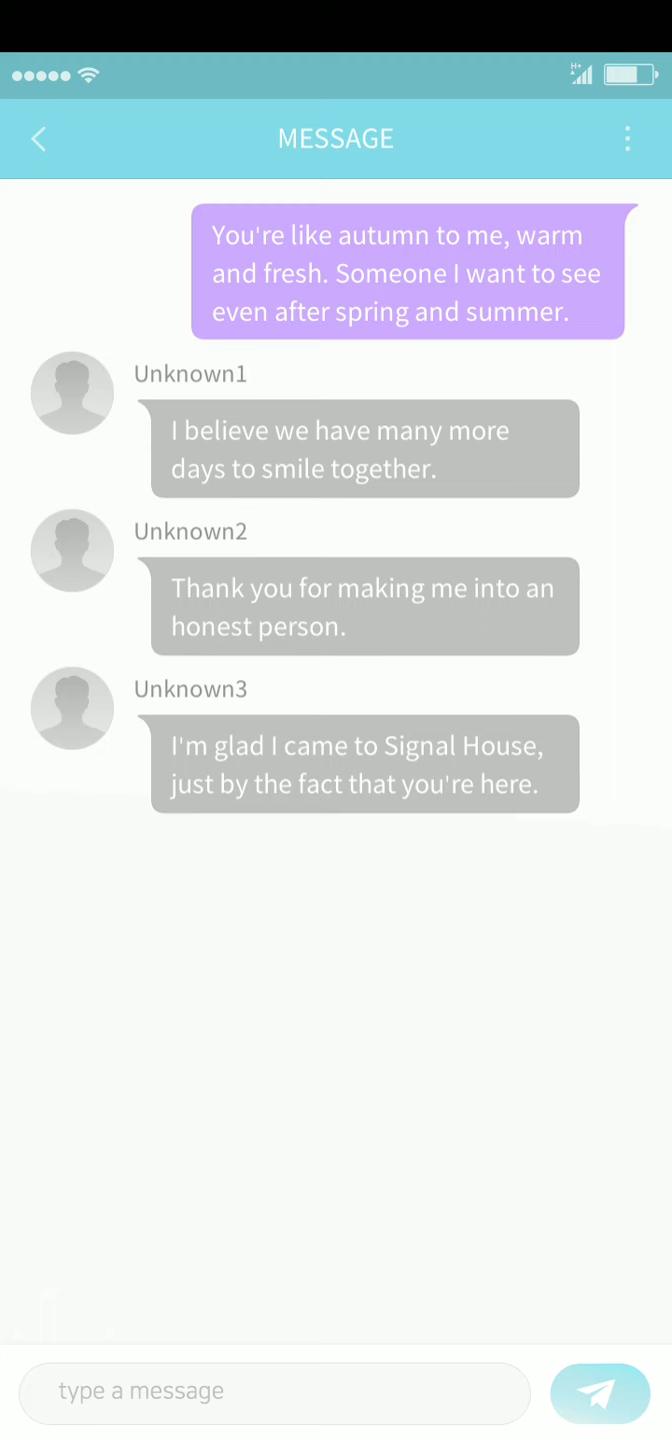 H+
MESSAGE
You're like autumn to me, warm
and fresh. Someone I want to see
even after spring and summer.
Unknown1
I believe we have many more
days to smile together.
Unknown2
Thank you for making me into an
honest person.
Unknown3
I'm glad I came to Signal House,
just by the fact that you're here.
type a message